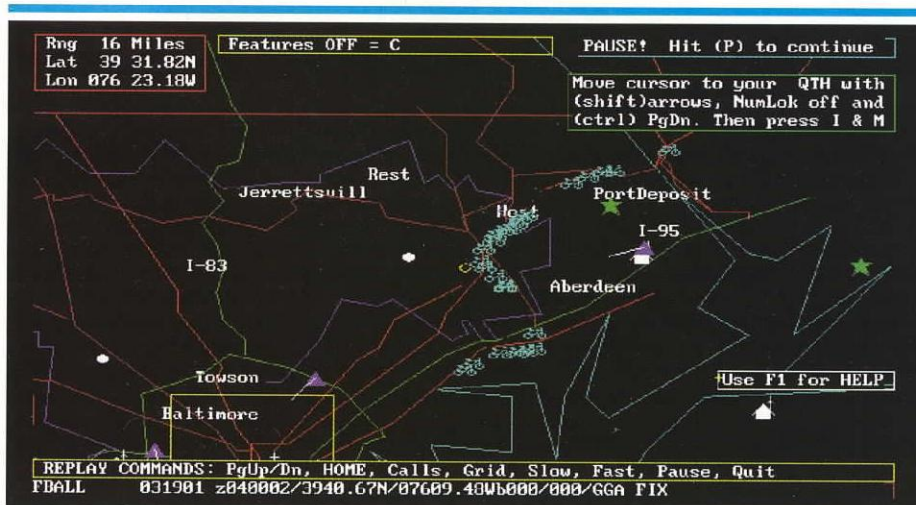 Rng 16 Miles
Lat 39 31.82N
Lon 076 23.18W
Features OFF = C
PAUSE! Hit (P) to continue
Move cursor to your QTH with
(shift)arrows, NumLok off and
(ctrl) PgDn. Then press I & M
Rest
Jerrettsvill
PortDeposit
Host
I-95
I-83
Aberdeen
Towson
Use F1 for HELP
Baltimore
REPLAY COMMANDS: PgUp/Dn, HOME, Calls, Grid, Slow, Fast, Pause, Quit
FBALL 031901 z040002/3940.67N/07609.48Wb000/000/GGA FIX